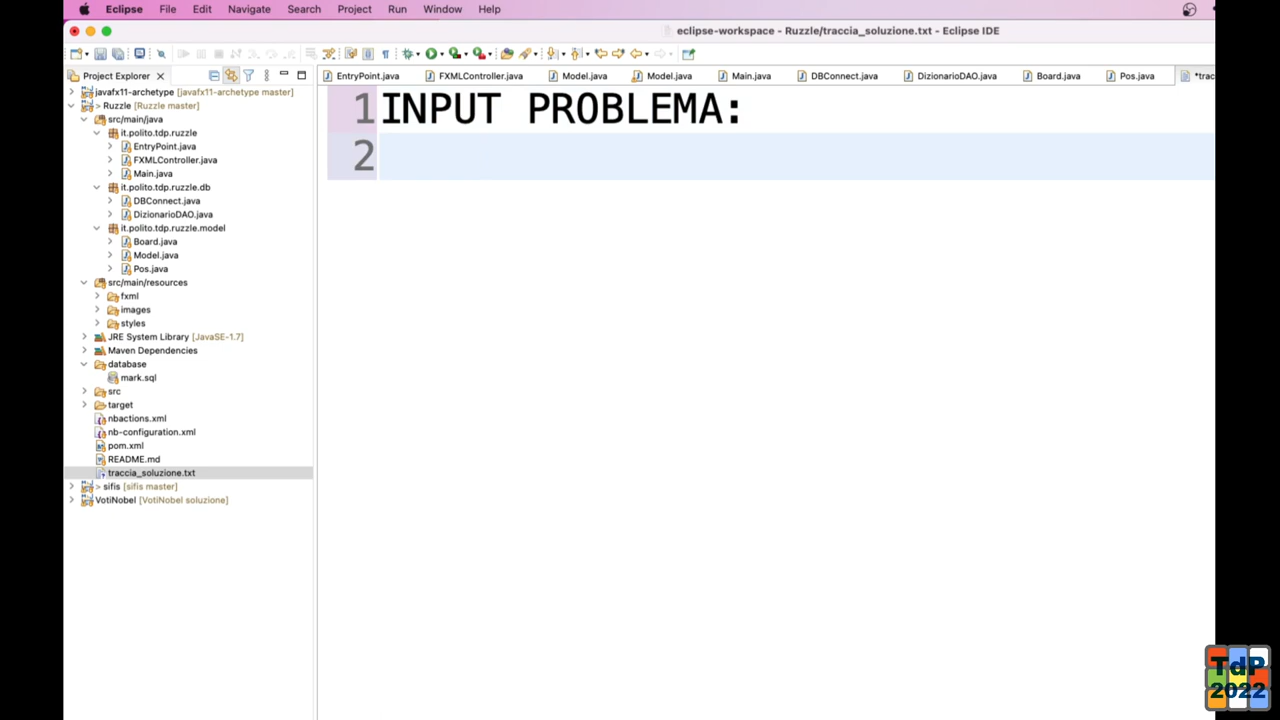 Eclipse File Edit Navigate Search Project Run Window Help
eclipse-workspace - Ruzzle/traccia_soluzione.txt - Eclipse IDE
Project Explorer
EntryPoint.java FXMLController.java Model.java Model.java Main.java DBConnect.java DizionarioDAO.java Board.java Pos.java *trac
javafx11-archetype [javafx11-archetype master]
> Ruzzle [Ruzzle master]
src/main/java
it.polito.tdp.ruzzle
EntryPoint.java
FXMLController.java
Main.java
it.polito.tdp.ruzzle.db
DBConnect.java
DizionarioDAO.java
it.polito.tdp.ruzzle.model
Board.java
Model.java
Pos.java
src/main/resources
fxml
images
styles
JRE System Library [JavaSE-1.7]
Maven Dependencies
database
mark.sql
src
target
nbactions.xml
nb-configuration.xml
pom.xml
README.md
traccia_soluzione.txt
> sifis [sifis master]
VotiNobel [VotiNobel soluzione]
1 INPUT PROBLEMA:
2
TdP
2022